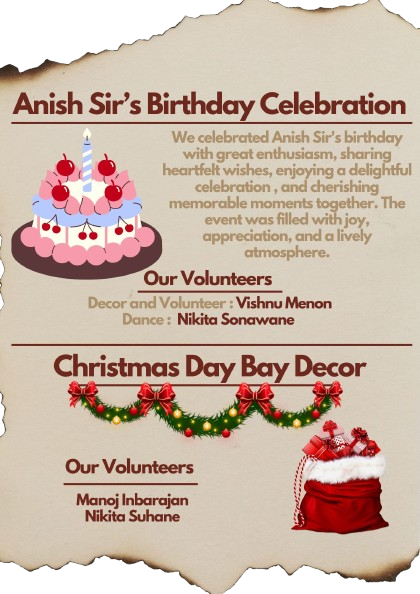 Anish Sir's Birthday Celebration
We celebrated Anish Sir's birthday
with great enthusiasm, sharing
heartfelt wishes, enjoying a delightful
celebration , and cherishing
memorable moments together. The
event was filled with joy,
appreciation, and a lively
atmosphere.
Our Volunteers
Decor and Volunteer : Vishnu Menon
Dance : Nikita Sonawane
Christmas Day Bay Decor
Our Volunteers
Manoj Inbarajan
Nikita Suhane